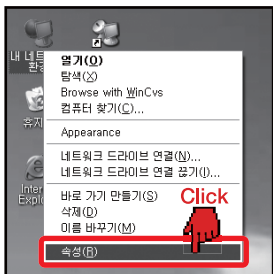 내 네트
환경
휴지
Inter
Explo
열기(O)
탐색(X)
Browse with WinCvs
컴퓨터 찾기(C)...
Appearance
네트워크 드라이브 연결(N)...
네트워크 드라이브 연결 끊기(I)...
바로 가기 만들기(S)
삭제(D)
이름 바꾸기(M)
Click
속성(R)